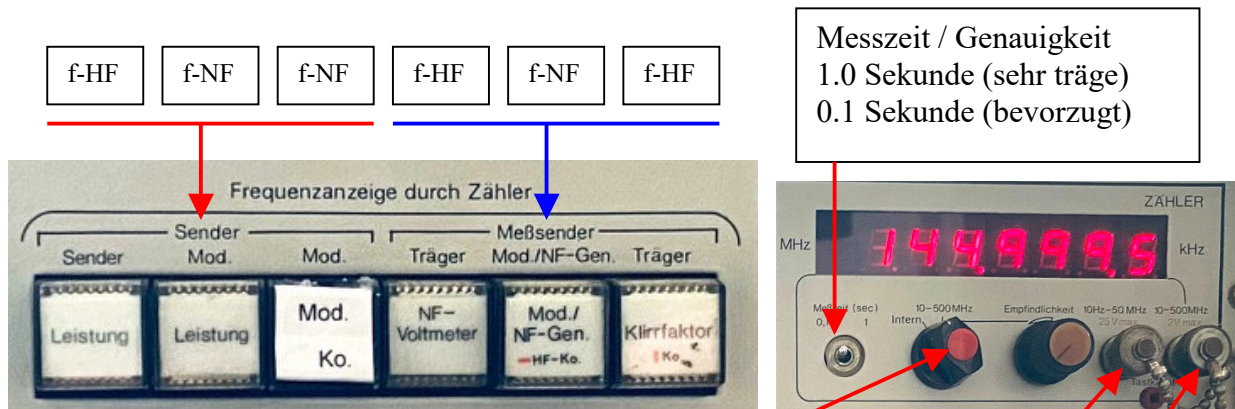 f-HF f-NF f-NF f-HF f-NF f-HF
Messzeit / Genauigkeit
1.0 Sekunde (sehr träge)
0.1 Sekunde (bevorzugt)
Frequenzanzeige durch Zähler
Sender Meßsender
Sender Mod. Mod. Träger Mod./NF-Gen. Träger
Leistung
Leistung
Mod.
Ko.
NF-
Voltmeter
Mod./
NF-Gen.
HF-Ko.
Klirrfaktor
Ko.
ZÄHLER
MHz 144.999.5 kHz
Meßzeit (sec)
1
10-500MHz
Intern.
Empfindlichkeit
10Hz-50MHz
25V max.
10-500MHz
2V max.